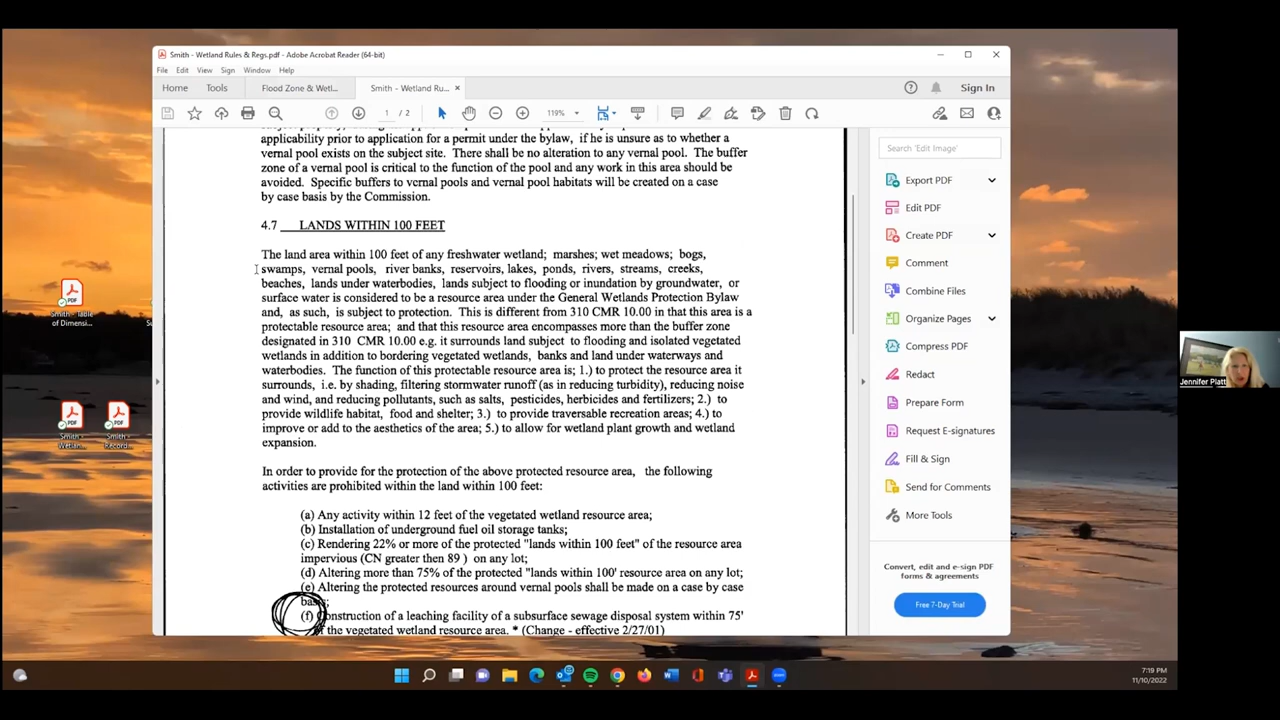 Smith - Wetland Rules & Regs.pdf - Adobe Acrobat Reader (64-bit)
File Edit View Sign Window Help
Home Tools Flood Zone & Wetl... Smith - Wetland Ru... × Sign In
1 / 2 119%
applicability prior to application for a permit under the bylaw, if he is unsure as to whether a
vernal pool exists on the subject site. There shall be no alteration to any vernal pool. The buffer
zone of a vernal pool is critical to the function of the pool and any work in this area should be
avoided. Specific buffers to vernal pools and vernal pool habitats will be created on a case
by case basis by the Commission.
4.7 LANDS WITHIN 100 FEET
The land area within 100 feet of any freshwater wetland; marshes; wet meadows; bogs,
swamps, vernal pools, river banks, reservoirs, lakes, ponds, rivers, streams, creeks,
beaches, lands under waterbodies, lands subject to flooding or inundation by groundwater, or
surface water is considered to be a resource area under the General Wetlands Protection Bylaw
and, as such, is subject to protection. This is different from 310 CMR 10.00 in that this area is a
protectable resource area; and that this resource area encompasses more than the buffer zone
designated in 310 CMR 10.00 e.g. it surrounds land subject to flooding and isolated vegetated
wetlands in addition to bordering vegetated wetlands, banks and land under waterways and
waterbodies. The function of this protectable resource area is; 1.) to protect the resource area it
surrounds, i.e. by shading, filtering stormwater runoff (as in reducing turbidity), reducing noise
and wind, and reducing pollutants, such as salts, pesticides, herbicides and fertilizers; 2.) to
provide wildlife habitat, food and shelter; 3.) to provide traversable recreation areas; 4.) to
improve or add to the aesthetics of the area; 5.) to allow for wetland plant growth and wetland
expansion.
In order to provide for the protection of the above protected resource area, the following
activities are prohibited within the land within 100 feet:
(a) Any activity within 12 feet of the vegetated wetland resource area;
(b) Installation of underground fuel oil storage tanks;
(c) Rendering 22% or more of the protected "lands within 100 feet" of the resource area
impervious (CN greater then 89 ) on any lot;
(d) Altering more than 75% of the protected "lands within 100' resource area on any lot;
(e) Altering the protected resources around vernal pools shall be made on a case by case
basis;
(f) Construction of a leaching facility of a subsurface sewage disposal system within 75'
of the vegetated wetland resource area. * (Change - effective 2/27/01)
Search 'Edit Image'
Export PDF
Edit PDF
Create PDF
Comment
Combine Files
Organize Pages
Compress PDF
Redact
Prepare Form
Request E-signatures
Fill & Sign
Send for Comments
More Tools
Convert, edit and e-sign PDF
forms & agreements
Free 7-Day Trial
Smith - Table
of Dimensi...
Smith -
Wetlan...
Smith -
Record...
Jennifer Platt
7:19 PM
11/10/2022